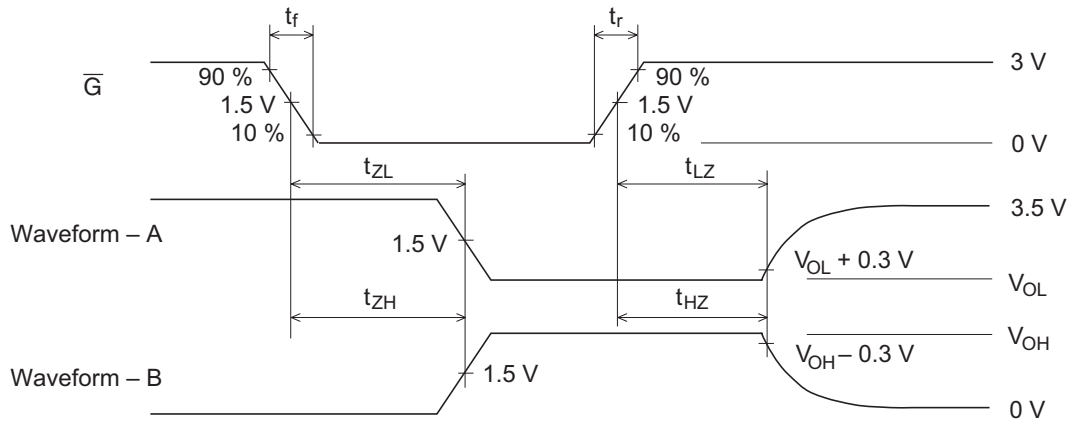 tf
tr
G
90 %
90 %
3 V
1.5 V
1.5 V
10 %
10 %
0 V
tZL
tLZ
3.5 V
Waveform – A
1.5 V
VOL + 0.3 V
VOL
tZH
tHZ
VOH
VOH – 0.3 V
Waveform – B
1.5 V
0 V